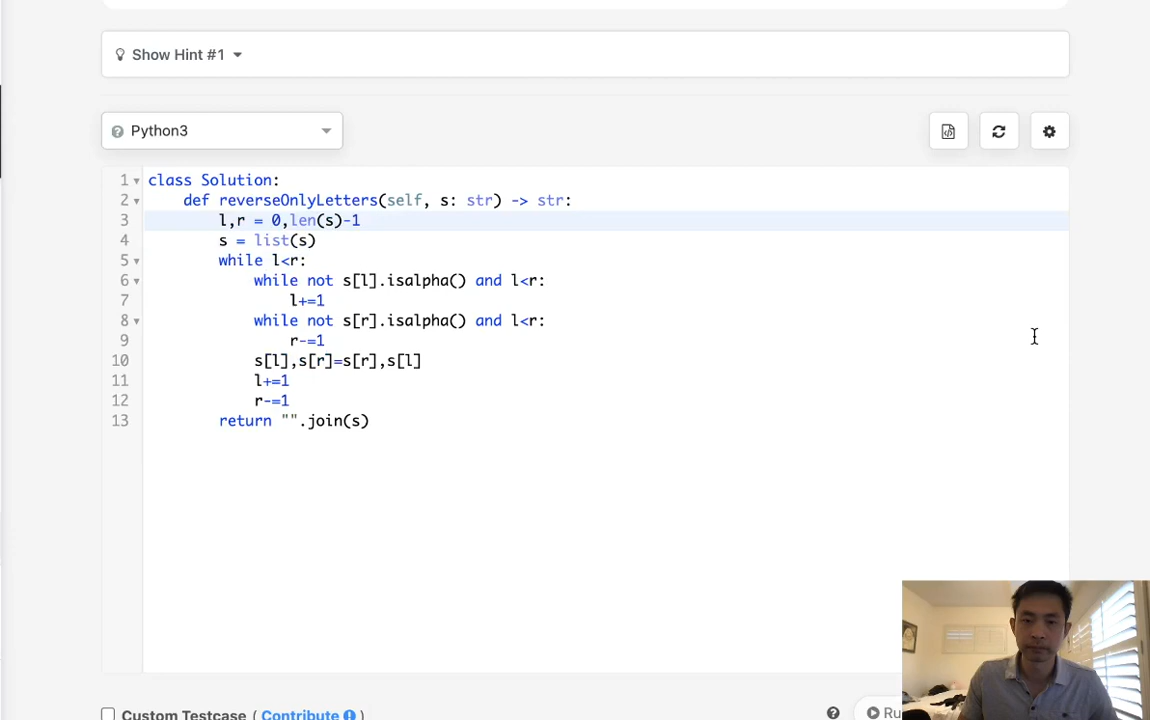 Show Hint #1
Python3
1 class Solution:
2 def reverseOnlyLetters(self, s: str) -> str:
3 l,r = 0,len(s)-1
4 s = list(s)
5 while l<r:
6 while not s[l].isalpha() and l<r:
7 l+=1
8 while not s[r].isalpha() and l<r:
9 r-=1
10 s[l],s[r]=s[r],s[l]
11 l+=1
12 r-=1
13 return "".join(s)
Custom Testcase ( Contribute )
Ru